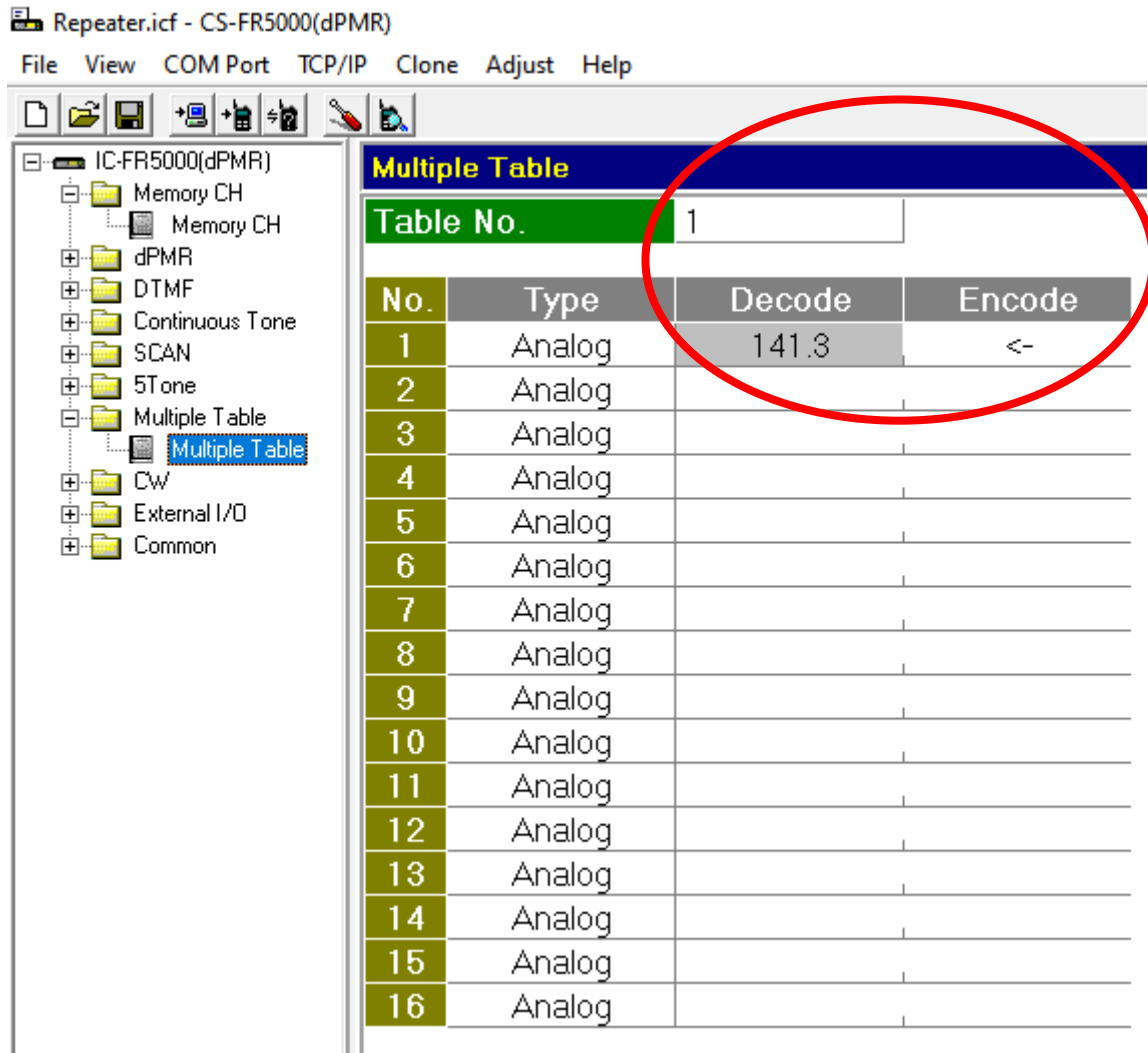 Repeater.icf - CS-FR5000(dPMR)
File View COM Port TCP/IP Clone Adjust Help
IC-FR5000(dPMR)
Memory CH
Memory CH
dPMR
DTMF
Continuous Tone
SCAN
5Tone
Multiple Table
Multiple Table
CW
External I/O
Common
Multiple Table
Table No. 1
No. Type Decode Encode
1 Analog 141.3 <-
2 Analog
3 Analog
4 Analog
5 Analog
6 Analog
7 Analog
8 Analog
9 Analog
10 Analog
11 Analog
12 Analog
13 Analog
14 Analog
15 Analog
16 Analog